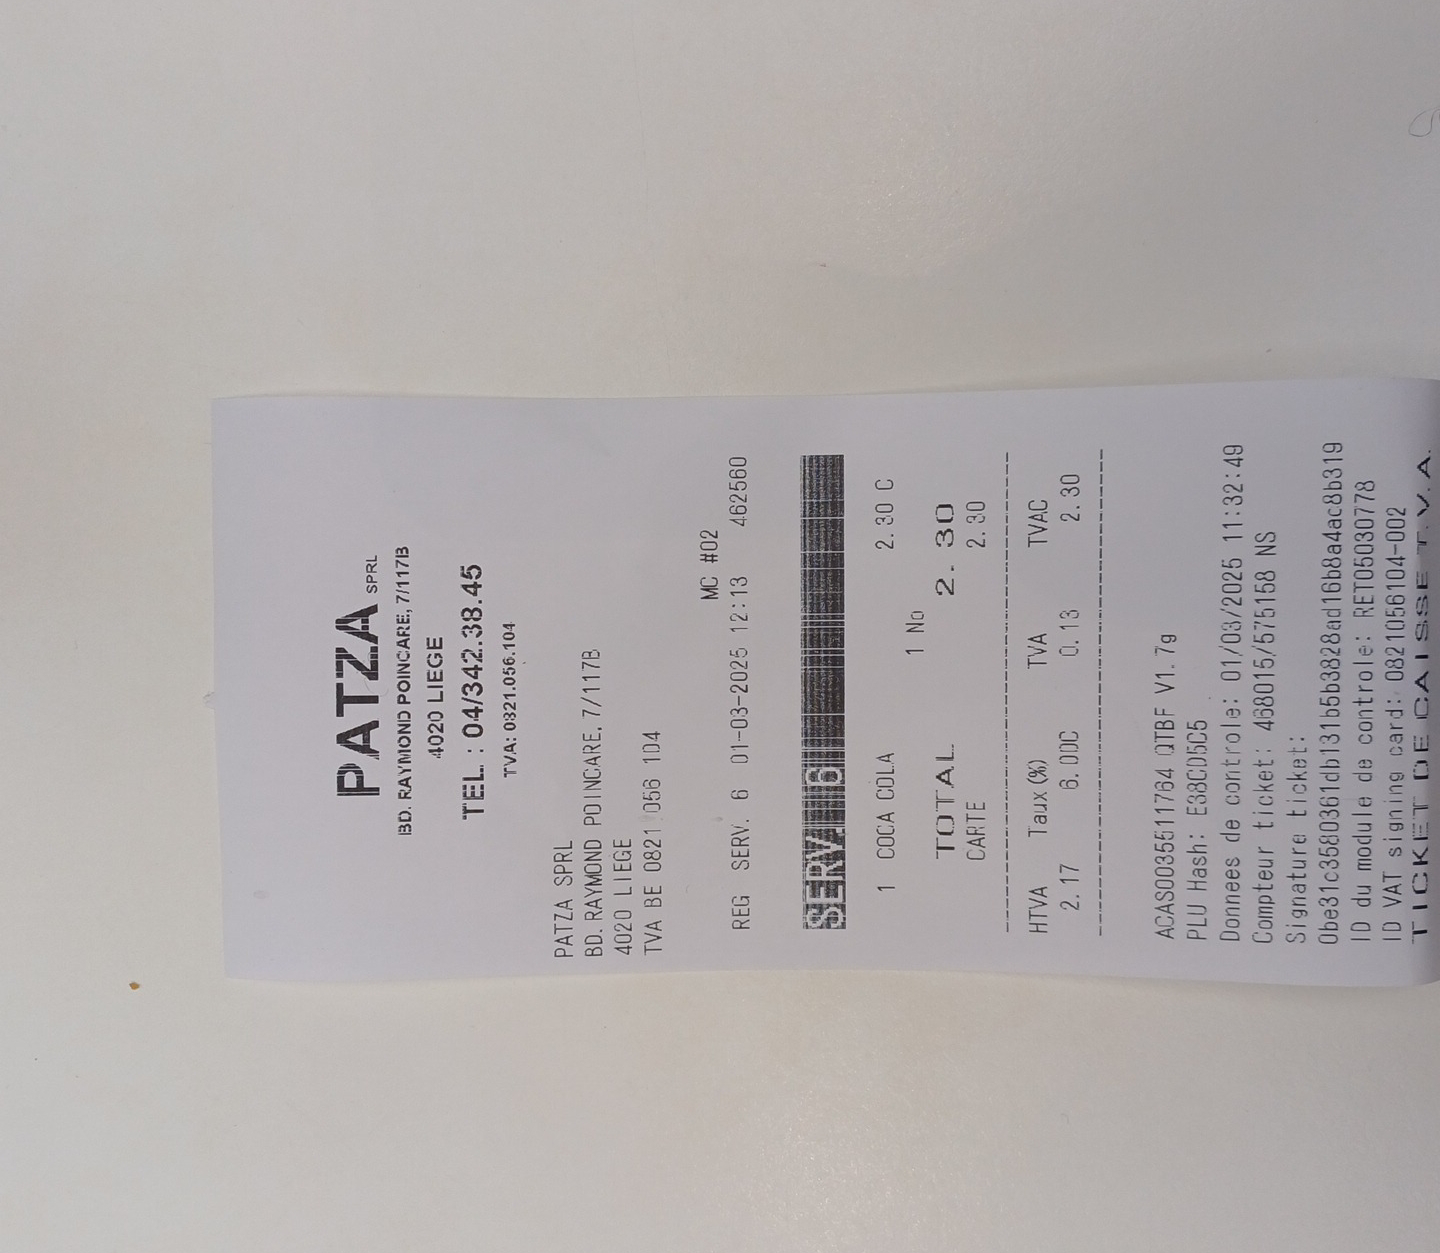 PATZA SPRL
BD. RAYMOND POINCARE, 7/117B
4020 LIEGE
TEL. : 04/342.38.45
TVA: 0821.056.104
PATZA SPRL
BD. RAYMOND POINCARE, 7/117B
4020 LIEGE
TVA BE 0821 056 104
MC #02
REG SERV. 6 01-03-2025 12:13 462560
SERV. 6
1 COCA COLA 2.30 C
1 No
TOTAL 2.30
CARTE 2.30
HTVA Taux(%) TVA TVAC
2.17 6.00C 0.13 2.30
ACAS0035511764 QTBF V1.7g
PLU Hash: E38CD5C5
Donnees de controle: 01/03/2025 11:32:49
Compteur ticket: 468015/575158 NS
Signature ticket:
0be31c3580361db131b5b3828ad16b8a4ac8b319
ID du module de controle: RET05030778
ID VAT signing card: 0821056104-002
TICKET DE CAISSE T.V.A.